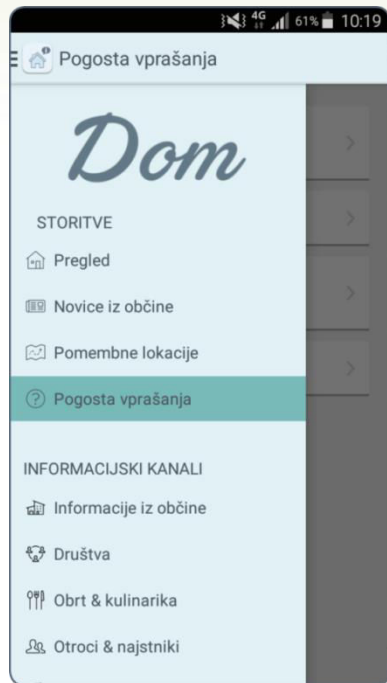 4G 61% 10:19
Pogosta vprašanja
Dom
STORITVE
Pregled
Novice iz občine
Pomembne lokacije
Pogosta vprašanja
INFORMACIJSKI KANALI
Informacije iz občine
Društva
Obrt & kulinarika
Otroci & najstniki